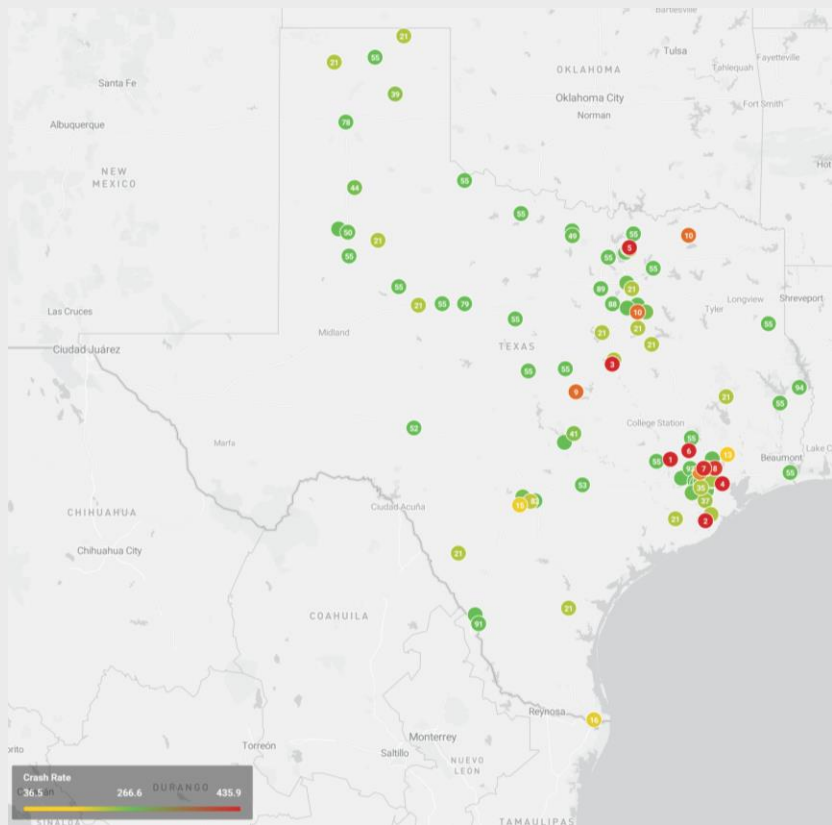 Bartlesville
21
55
21
Tulsa
Fayetteville
OKLAHOMA
Tahlequah
Santa Fe
39
Oklahoma City
Fort Smith
Norman
Albuquerque
78
NEW
MEXICO
44
55
55
50
49
55
10
21
5
55
55
55
55
89
21
21
55
79
88
Longview
Shreveport
Las Cruces
10
Tyler
55
55
Midland
21
21
Ciudad Juárez
TEXAS
21
3
55
55
94
9
21
55
College Station
52
41
55
Marfa
6
13
Beaumont
1
55
7
8
55
53
4
35
37
Ciudad Acuña
15
21
2
CHIHUAHUA
21
Chihuahua City
COAHUILA
21
91
Reynosa
16
Monterrey
Torreón
Saltillo
NUEVO
LEÓN
Crash Rate
36.5 266.6 435.9
DURANGO
SINALOA
TAMAULIPAS